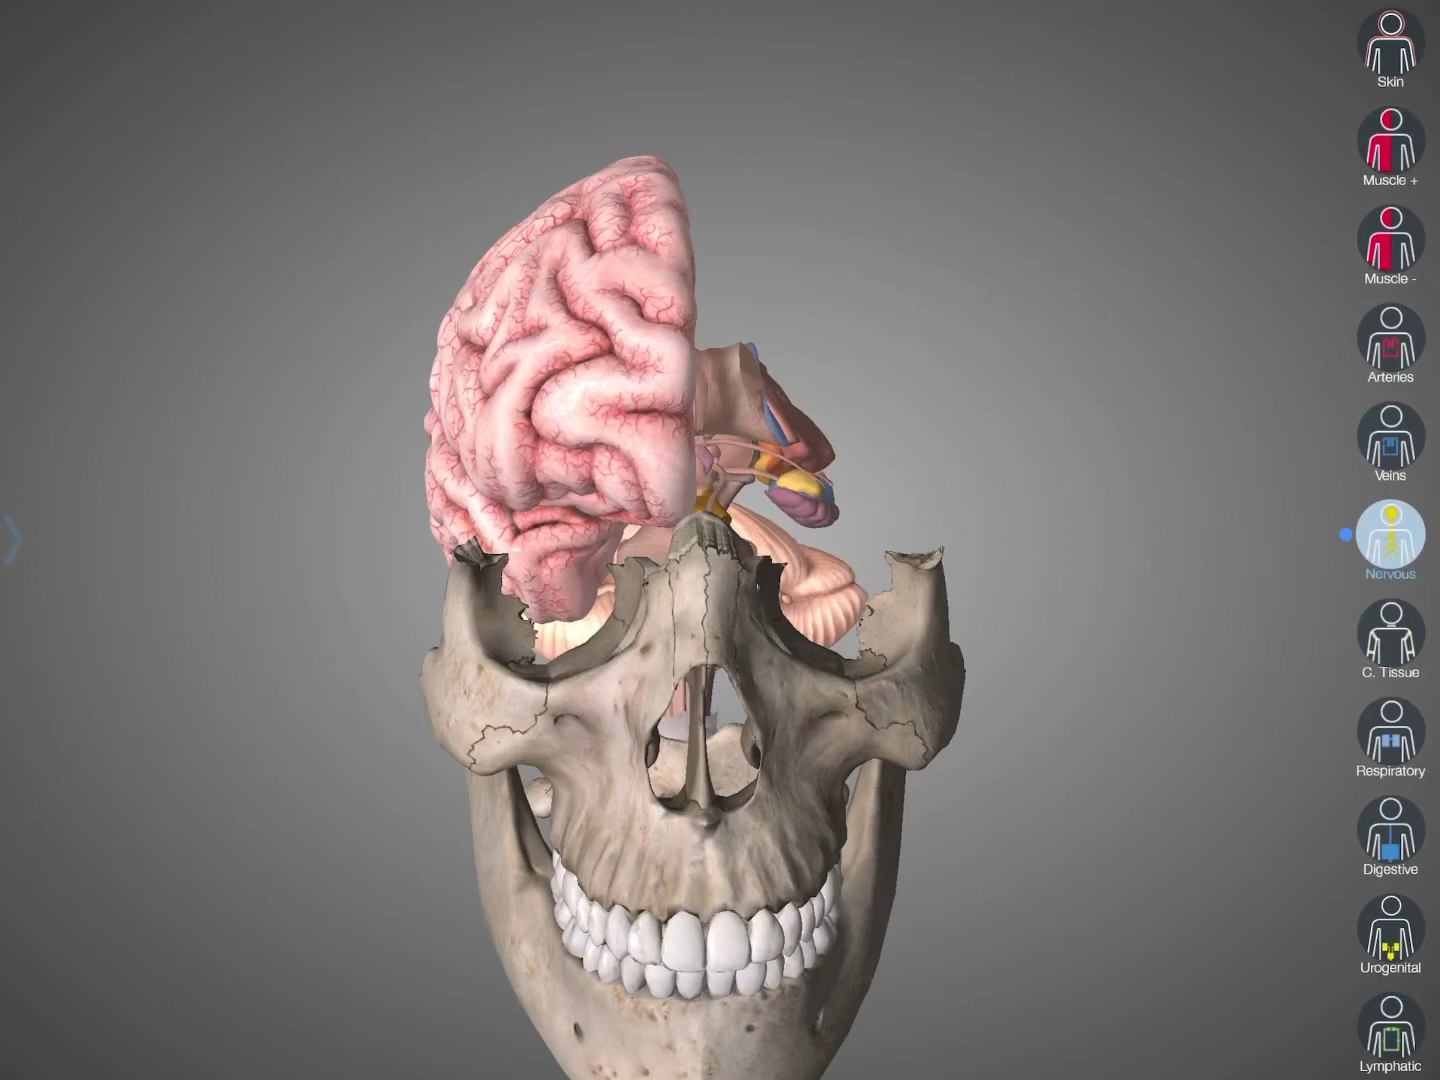 Skin
Muscle +
Muscle -
Arteries
Veins
Nervous
C. Tissue
Respiratory
Digestive
Urogenital
Lymphatic